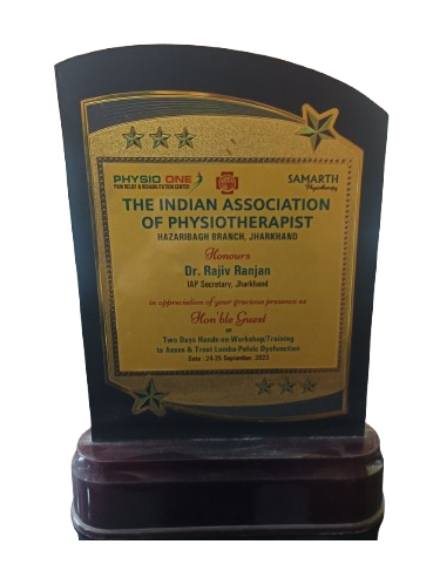 PHYSIO ONE
PAIN RELIEF & REHABILITATION CENTER
SAMARTH
Physiotherapy
THE INDIAN ASSOCIATION
OF PHYSIOTHERAPIST
HAZARIBAGH BRANCH, JHARKHAND
Honours
Dr. Rajiv Ranjan
IAP Secretary, Jharkhand
in appreciation of your gracious presence as
Hon'ble Guest
at
Two Days Hands-on-Workshop/Training
to Asses & Treat Lumbo Pelvic Dysfunction
Date : 24-25 September, 2023